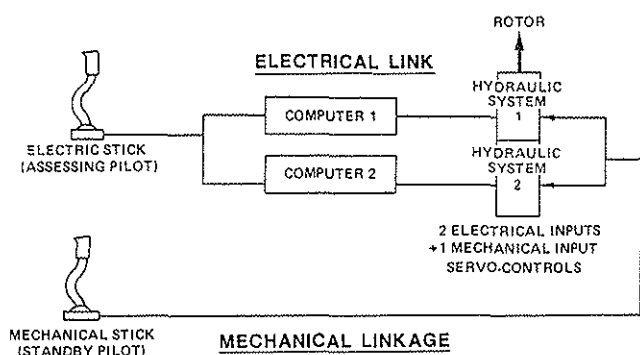 ROTOR
ELECTRICAL LINK
HYDRAULIC
SYSTEM
1
COMPUTER 1
ELECTRIC STICK
(ASSESSING PILOT)
HYDRAULIC
SYSTEM
2
COMPUTER 2
2 ELECTRICAL INPUTS
+1 MECHANICAL INPUT
SERVO-CONTROLS
MECHANICAL STICK
(STANDBY PILOT)
MECHANICAL LINKAGE